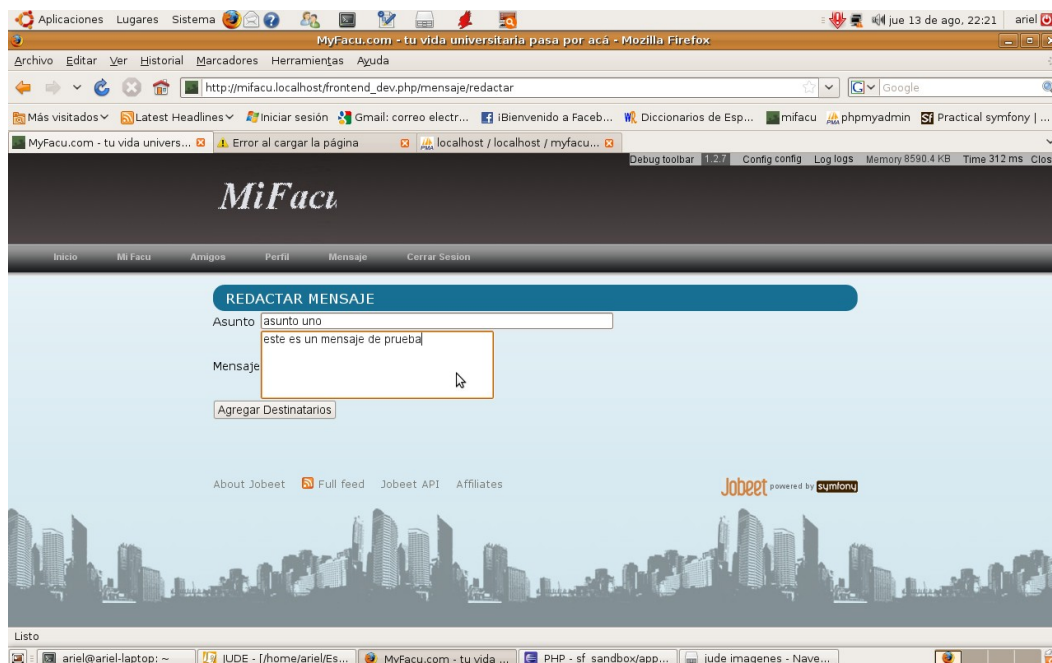 Aplicaciones Lugares Sistema jue 13 de ago, 22:21 ariel
MyFacu.com - tu vida universitaria pasa por acá - Mozilla Firefox
Archivo Editar Ver Historial Marcadores Herramientas Ayuda
http://mifacu.localhost/frontend_dev.php/mensaje/redactar Google
Más visitados Latest Headlines Iniciar sesión Gmail: correo electr... iBienvenido a Faceb... Diccionarios de Esp... mifacu phpmyadmin Practical symfony | ...
MyFacu.com - tu vida univers... Error al cargar la página localhost / localhost / myfacu...
Debug toolbar 1.2.7 Config config Log logs Memory 8590.4 KB Time 312 ms Clos
MiFacu
Inicio Mi Facu Amigos Perfil Mensaje Cerrar Sesion
REDACTAR MENSAJE
Asunto asunto uno
este es un mensaje de prueba
Mensaje
Agregar Destinatarios
About Jobeet Full feed Jobeet API Affiliates Jobeet powered by symfony
Listo
ariel@ariel-laptop: ~ JUDE - [/home/ariel/Es... MyFacu.com - tu vida ... PHP - sf_sandbox/app... jude imagenes - Nave...